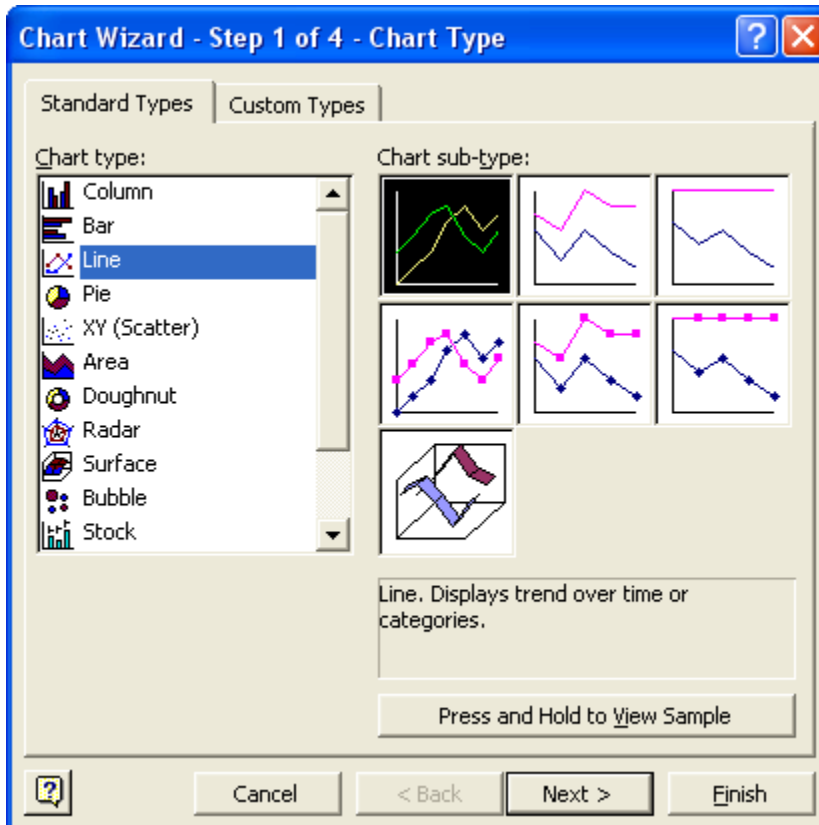 Chart Wizard - Step 1 of 4 - Chart Type
Standard Types
Custom Types
Chart type:
Column
Bar
Line
Pie
XY (Scatter)
Area
Doughnut
Radar
Surface
Bubble
Stock
Chart sub-type:
Line. Displays trend over time or
categories.
Press and Hold to View Sample
Cancel
< Back
Next >
Finish